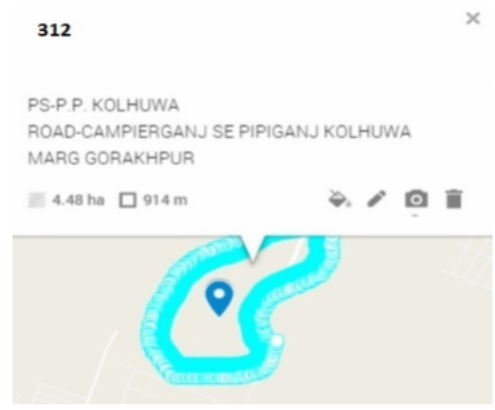 312
PS-P.P. KOLHUWA
ROAD-CAMPIERGANJ SE PIPIGANJ KOLHUWA
MARG GORAKHPUR
4.48 ha 914 m